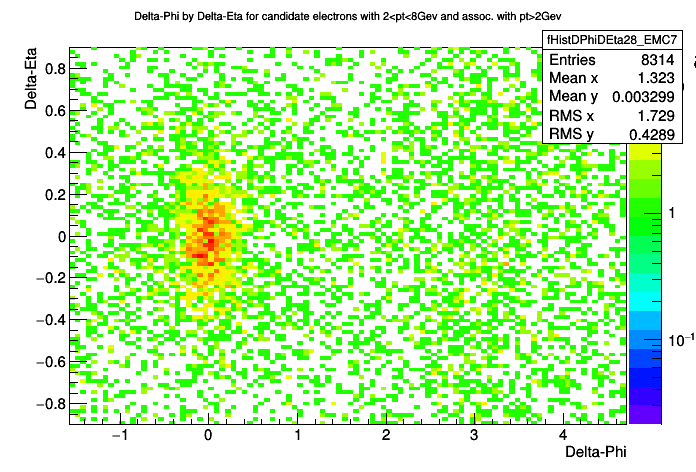 Delta-Phi by Delta-Eta for candidate electrons with 2<pt<8Gev and assoc. with pt>2Gev
fHistDPhiDEta28_EMC7
Entries 8314
Mean x 1.323
Mean y 0.003299
RMS x 1.729
RMS y 0.4289
Delta-Eta
0.8
0.6
0.4
0.2
0
−0.2
−0.4
−0.6
−0.8
−1 0 1 2 3 4
Delta-Phi
1
10⁻¹